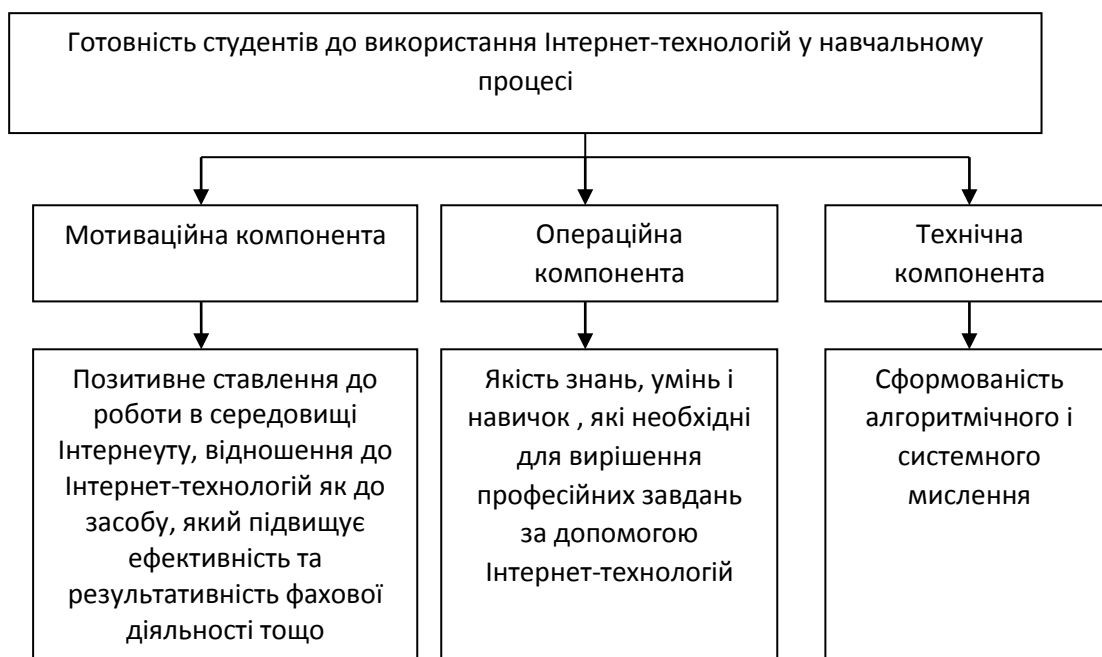 Готовність студентів до використання Інтернет-технологій у навчальному
процесі
Мотиваційна компонента
Операційна
компонента
Технічна
компонента
Позитивне ставлення до
роботи в середовищі
Інтернеуту, відношення до
Інтернет-технологій як до
засобу, який підвищує
ефективність та
результативність фахової
діяльності тощо
Якість знань, умінь і
навичок , які необхідні
для вирішення
професійних завдань
за допомогою
Інтернет-технологій
Сформованість
алгоритмічного і
системного
мислення